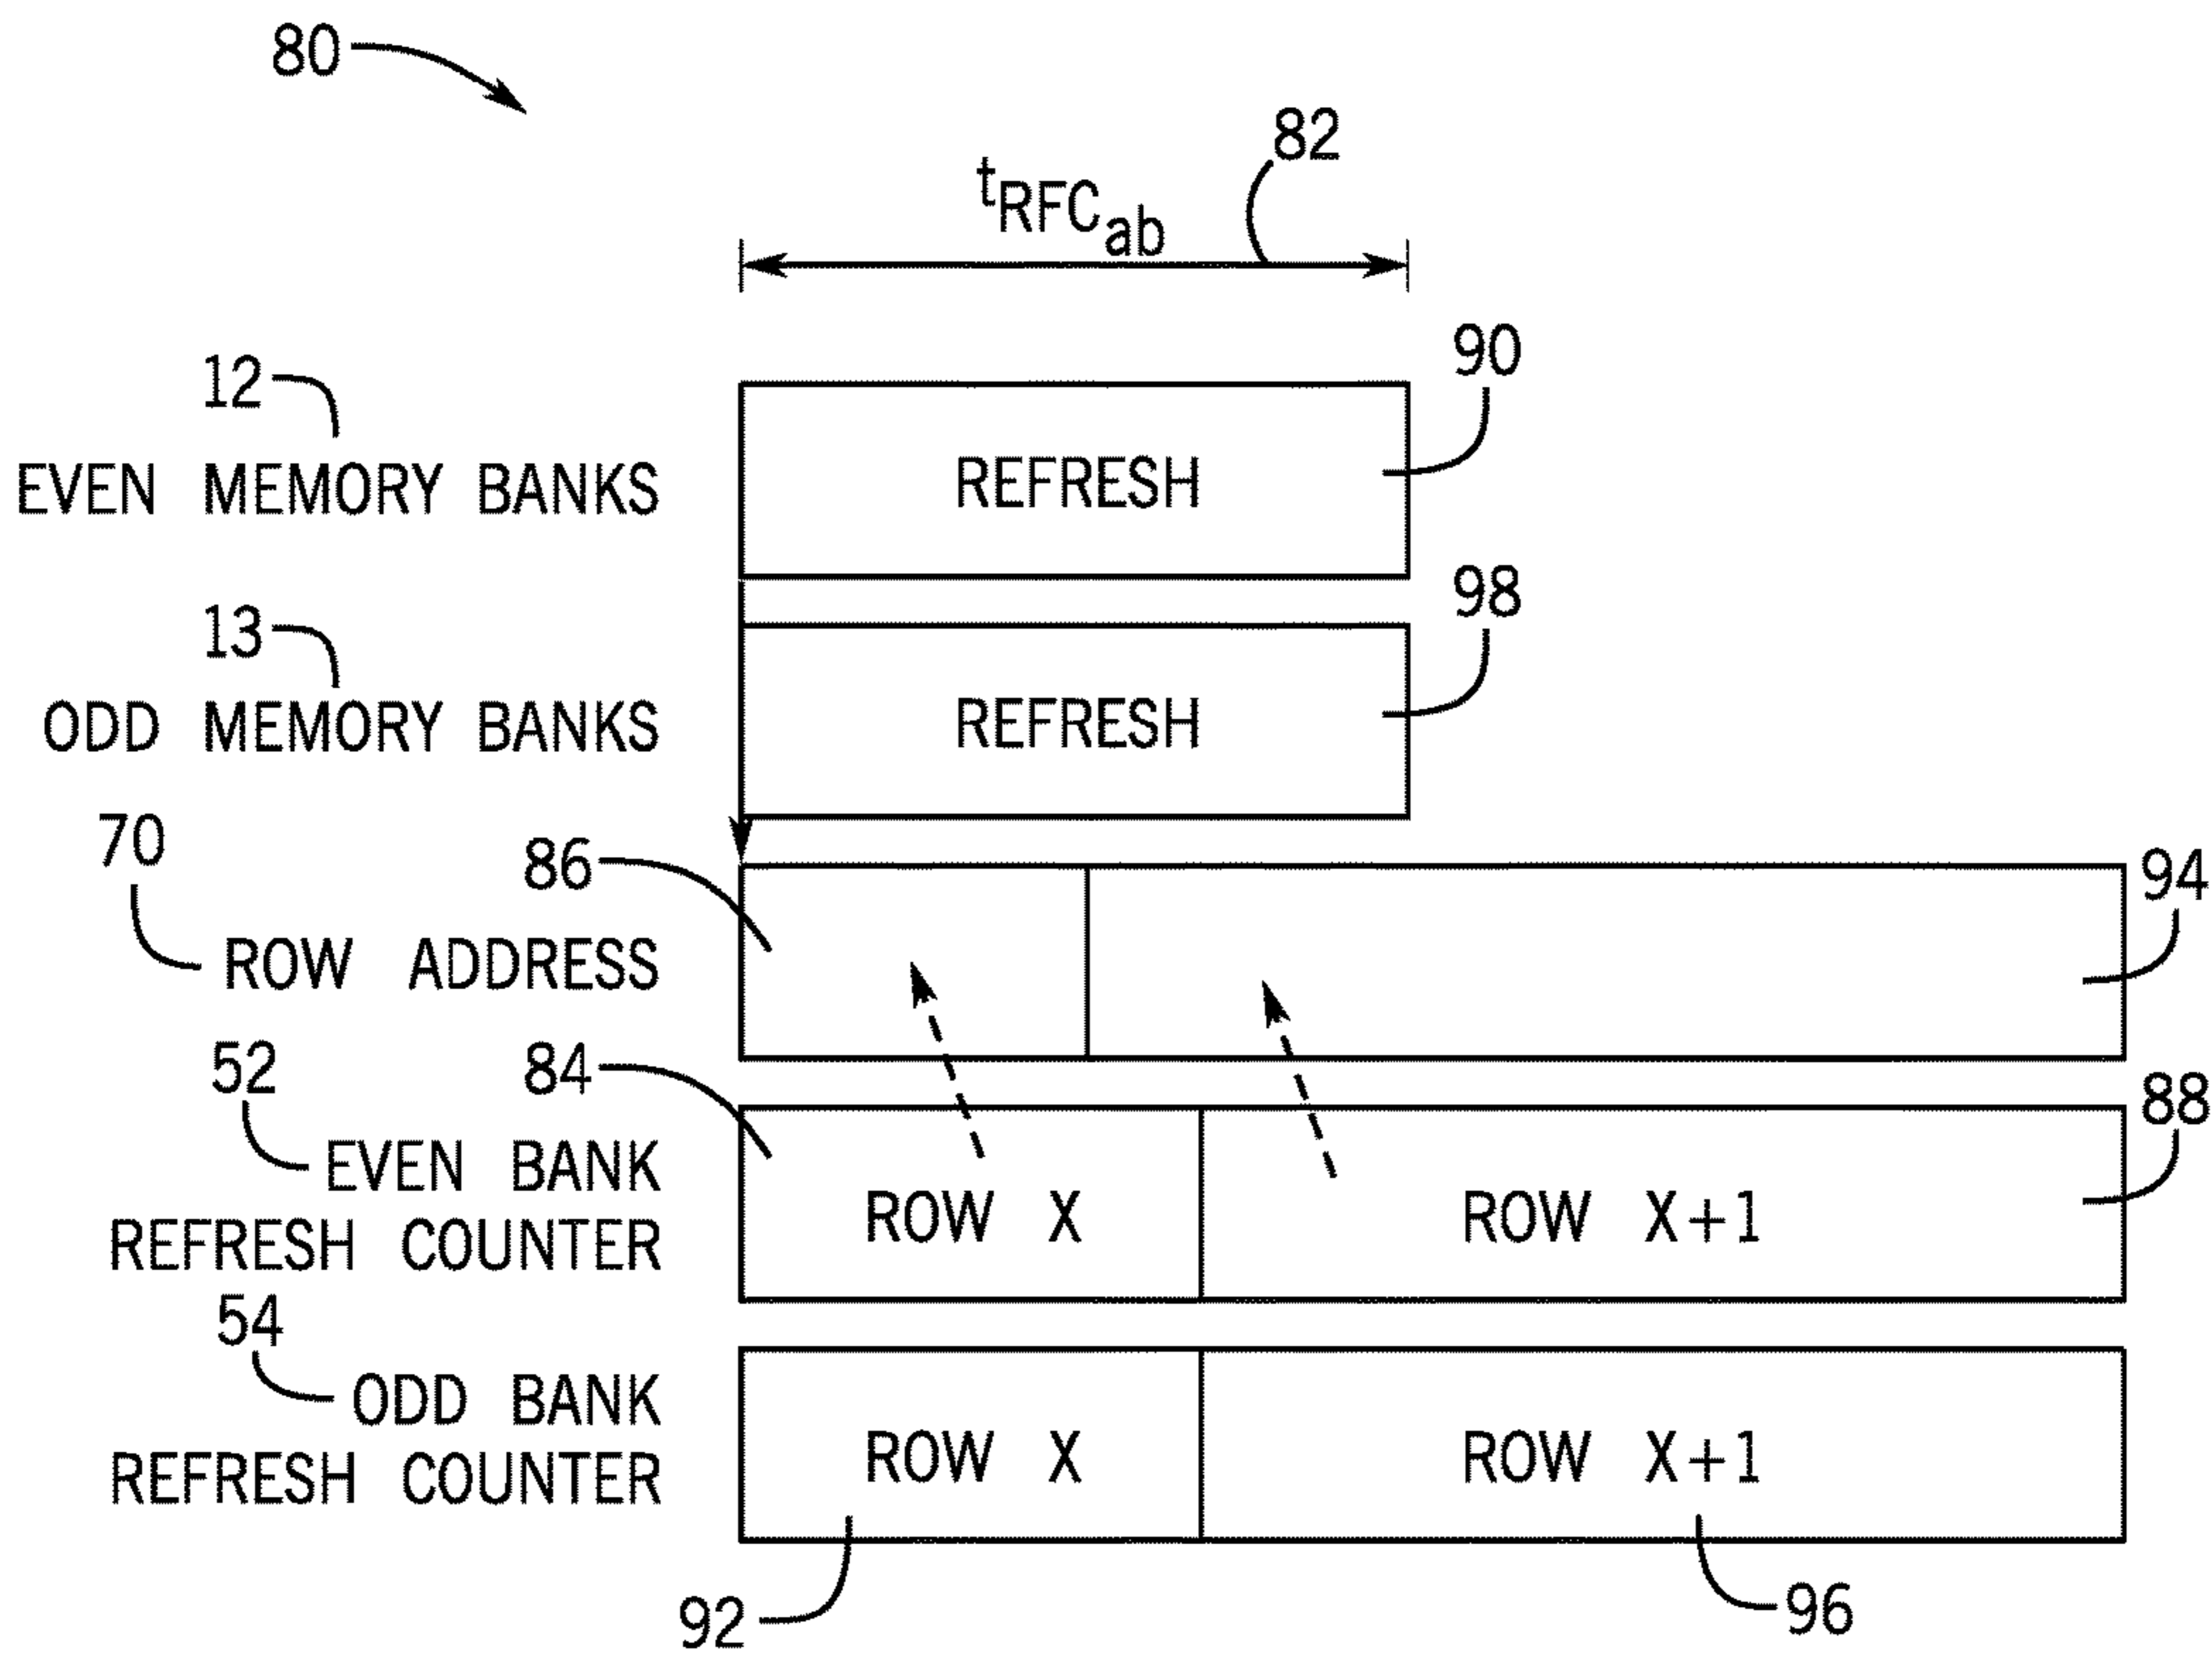 80
82
tRFCab
90
12
EVEN MEMORY BANKS
REFRESH
98
13
ODD MEMORY BANKS
REFRESH
70
86
94
ROW ADDRESS
52
84
88
EVEN BANK
REFRESH COUNTER
ROW X
ROW X+1
54
ODD BANK
REFRESH COUNTER
ROW X
ROW X+1
92
96